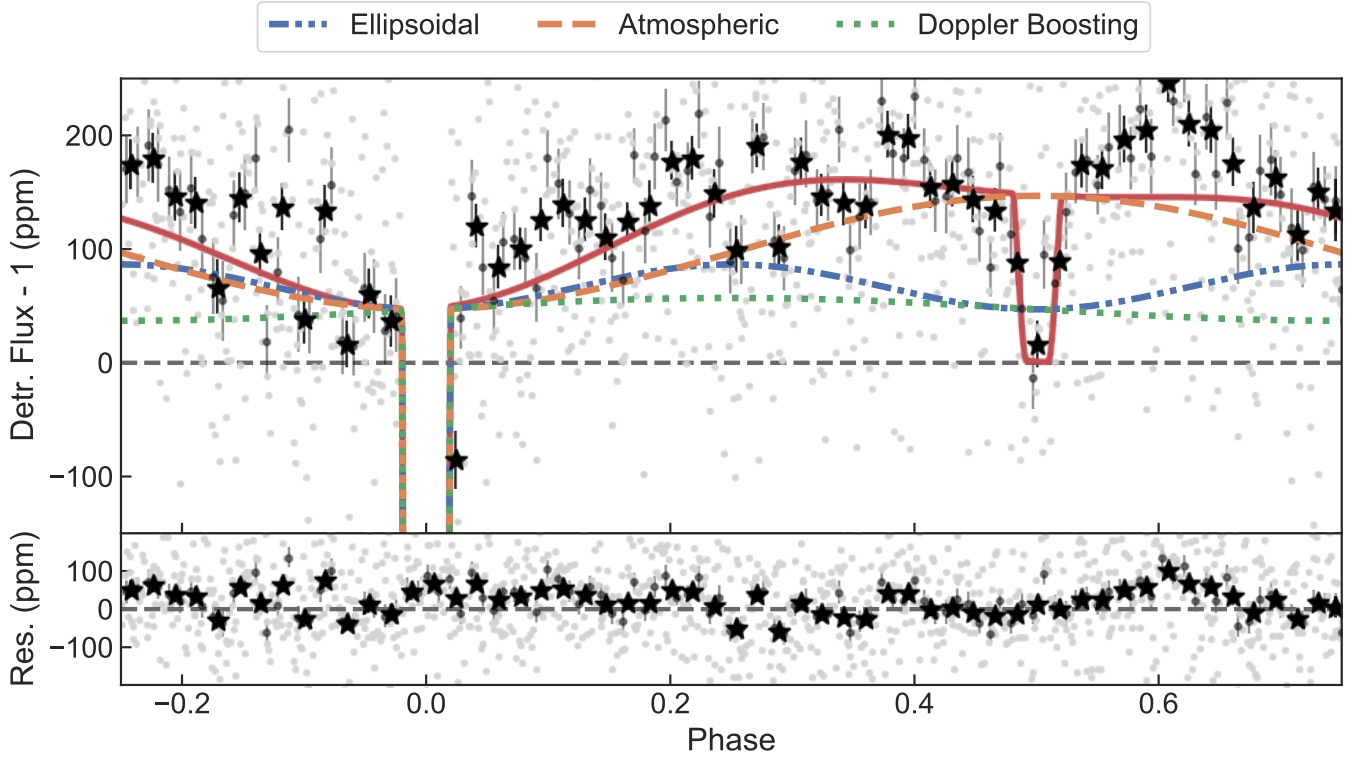 Ellipsoidal Atmospheric Doppler Boosting
Detr. Flux - 1 (ppm)
200
100
0
−100
Res. (ppm)
100
0
−100
−0.2 0.0 0.2 0.4 0.6
Phase